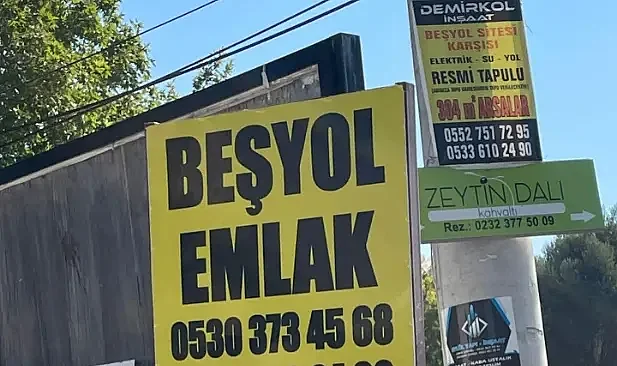 BEŞYOL
EMLAK
0530 373 45 68
DEMİRKOL
İNŞAAT
BEŞYOL SİTESİ
KARŞISI
ELEKTRİK - SU - YOL
RESMİ TAPULU
304 m² ARSALAR
0552 751 72 95
0533 610 24 90
ZEYTİN DALI
kahvaltı
Rez.: 0232 377 50 09